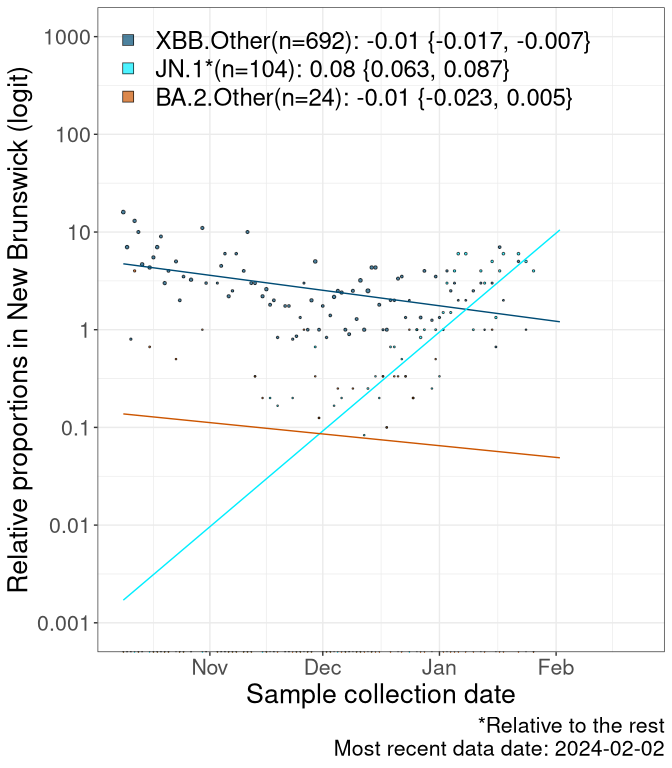 XBB.Other(n=692): -0.01 {-0.017, -0.007}
JN.1*(n=104): 0.08 {0.063, 0.087}
BA.2.Other(n=24): -0.01 {-0.023, 0.005}
Relative proportions in New Brunswick (logit)
1000
100
10
1
0.1
0.01
0.001
Nov Dec Jan Feb
Sample collection date
*Relative to the rest
Most recent data date: 2024-02-02